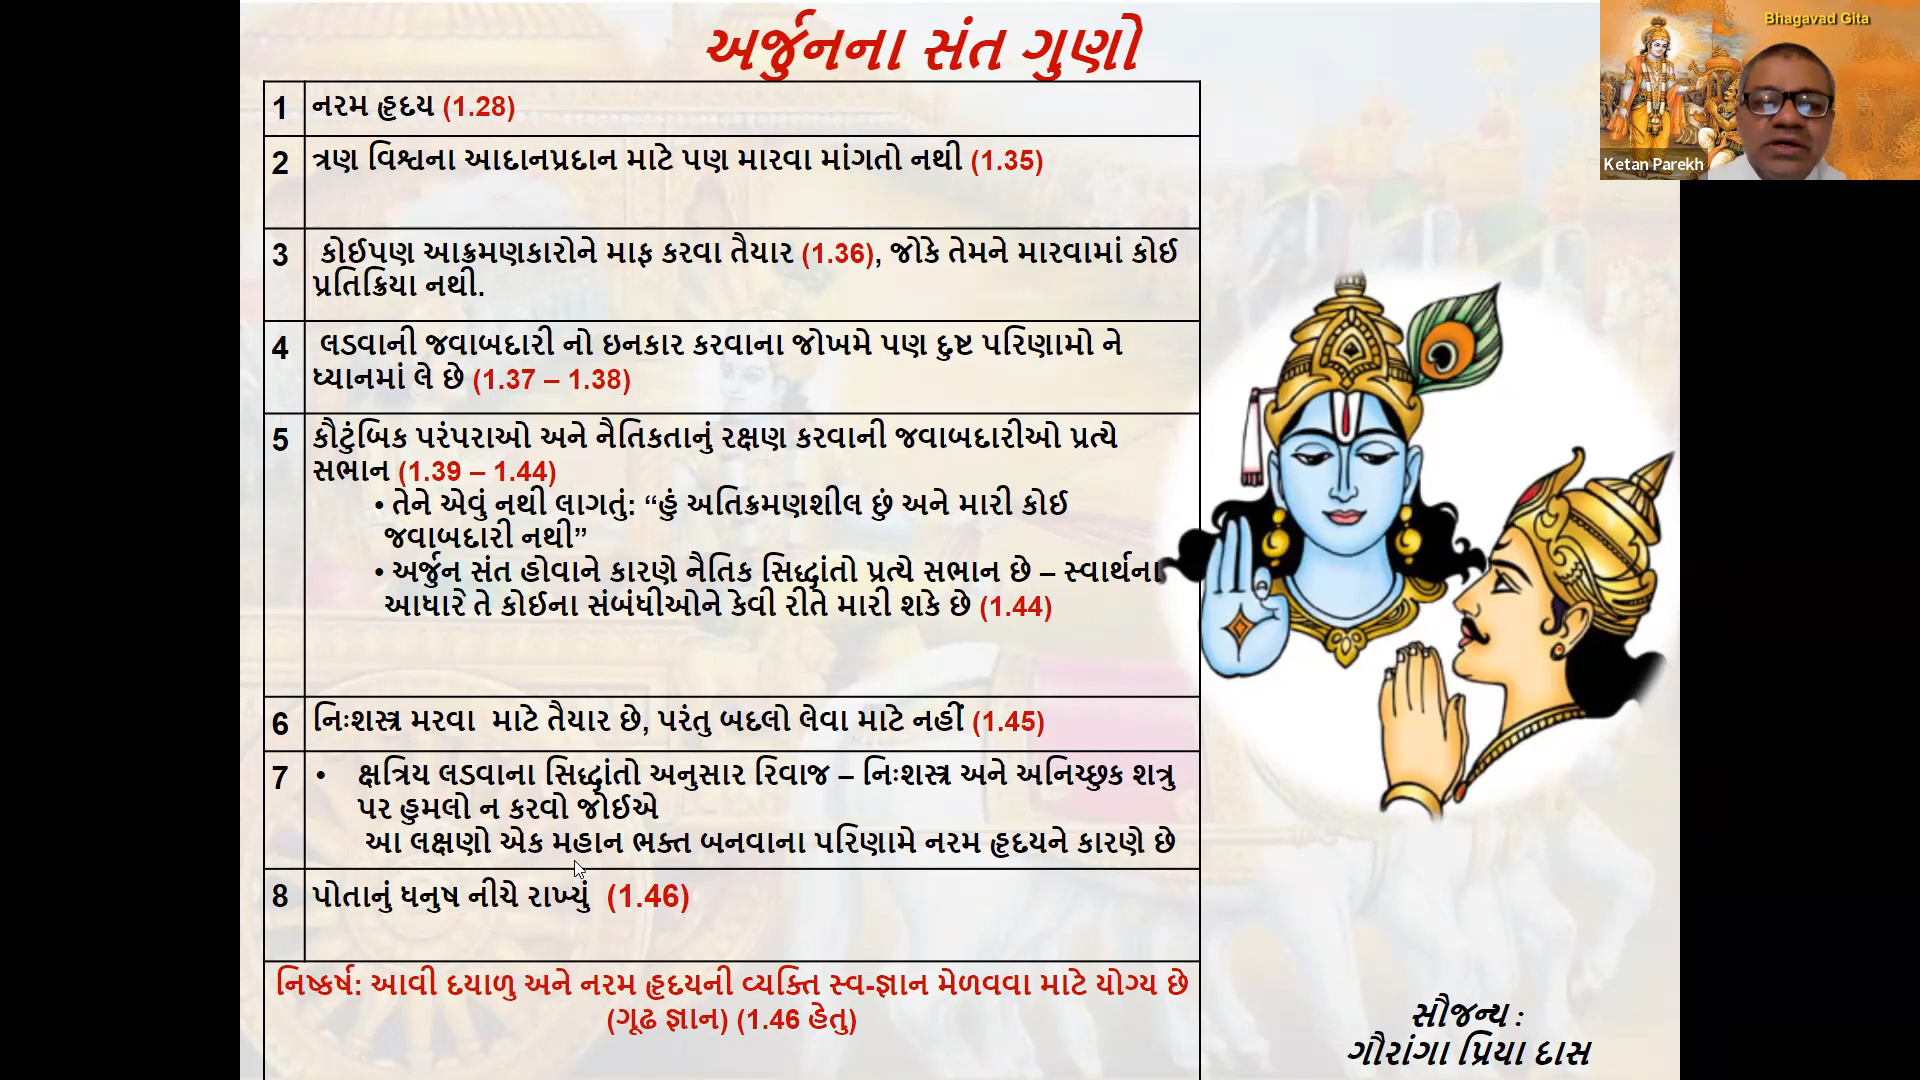 અર્જુનના સંત ગુણો
Bhagavad Gita
Ketan Parekh
1 નરમ હૃદય (1.28)
2 ત્રણ વિશ્વના આદાનપ્રદાન માટે પણ મારવા માંગતો નથી (1.35)
3 કોઈપણ આક્રમણકારોને માફ કરવા તૈયાર (1.36), જોકે તેમને મારવામાં કોઈ
પ્રતિક્રિયા નથી.
4 લડવાની જવાબદારી નો ઇનકાર કરવાના જોખમે પણ દુષ્ટ પરિણામો ને
ધ્યાનમાં લે છે (1.37 – 1.38)
5 કૌટુંબિક પરંપરાઓ અને નૈતિકતાનું રક્ષણ કરવાની જવાબદારીઓ પ્રત્યે
સભાન (1.39 – 1.44)
• તેને એવું નથી લાગતું: “હું અતિક્રમણશીલ છું અને મારી કોઈ
જવાબદારી નથી”
• અર્જુન સંત હોવાને કારણે નૈતિક સિદ્ધાંતો પ્રત્યે સભાન છે – સ્વાર્થના
આધારે તે કોઈના સંબંધીઓને કેવી રીતે મારી શકે છે (1.44)
6 નિઃશસ્ત્ર મરવા માટે તૈયાર છે, પરંતુ બદલો લેવા માટે નહીં (1.45)
7 • ક્ષત્રિય લડવાના સિદ્ધાંતો અનુસાર રિવાજ – નિઃશસ્ત્ર અને અનિચ્છુક શત્રુ
પર હુમલો ન કરવો જોઈએ
આ લક્ષણો એક મહાન ભક્ત બનવાના પરિણામે નરમ હૃદયને કારણે છે
8 પોતાનું ધનુષ નીચે રાખ્યું (1.46)
નિષ્કર્ષ: આવી દયાળુ અને નરમ હૃદયની વ્યક્તિ સ્વ-જ્ઞાન મેળવવા માટે યોગ્ય છે
(ગૂઢ જ્ઞાન) (1.46 હેતુ)
સૌજન્ય :
ગૌરાંગા પ્રિયા દાસ